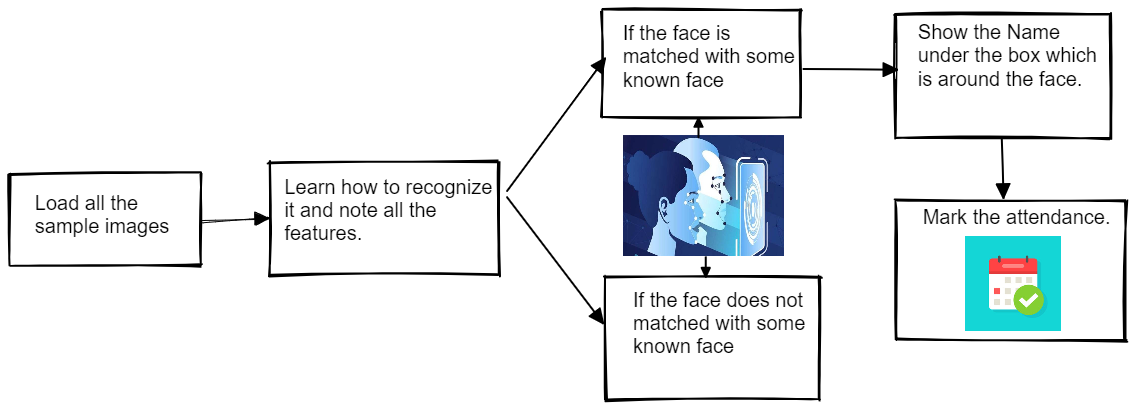 Load all the
sample images
Learn how to recognize
it and note all the
features.
If the face is
matched with some
known face
Show the Name
under the box which
is around the face.
If the face does not
matched with some
known face
Mark the attendance.